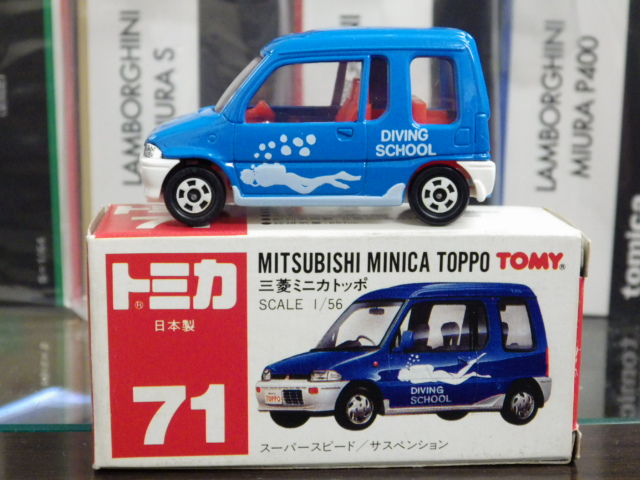 LAMBORGHINI
MIURA S
LAMBORGHINI
MIURA P400
tomica
DIVING
SCHOOL
トミカ
®
日本製
71
MITSUBISHI MINICA TOPPO TOMY®
三菱ミニカトッポ
SCALE 1/56
TOPPO
DIVING
SCHOOL
スーパースピード/サスペンション